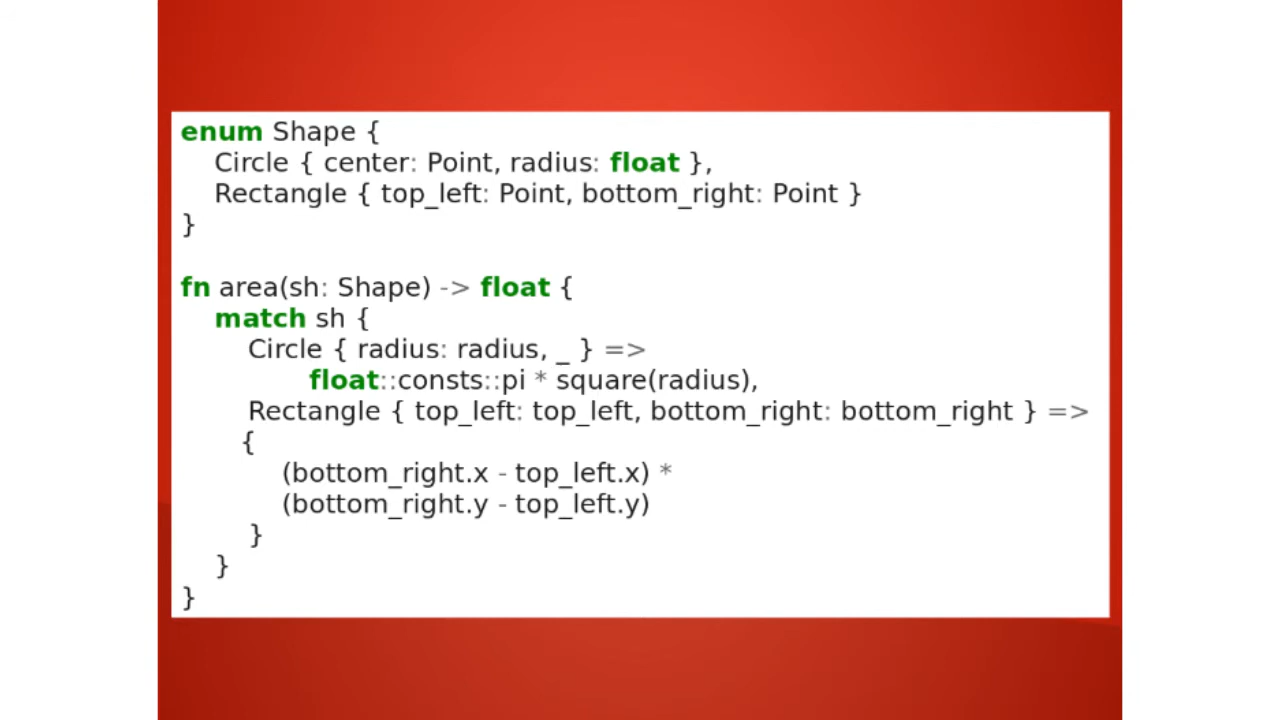 enum Shape {
Circle { center: Point, radius: float },
Rectangle { top_left: Point, bottom_right: Point }
}
fn area(sh: Shape) -> float {
match sh {
Circle { radius: radius, _ } =>
float::consts::pi * square(radius),
Rectangle { top_left: top_left, bottom_right: bottom_right } =>
{
(bottom_right.x - top_left.x) *
(bottom_right.y - top_left.y)
}
}
}